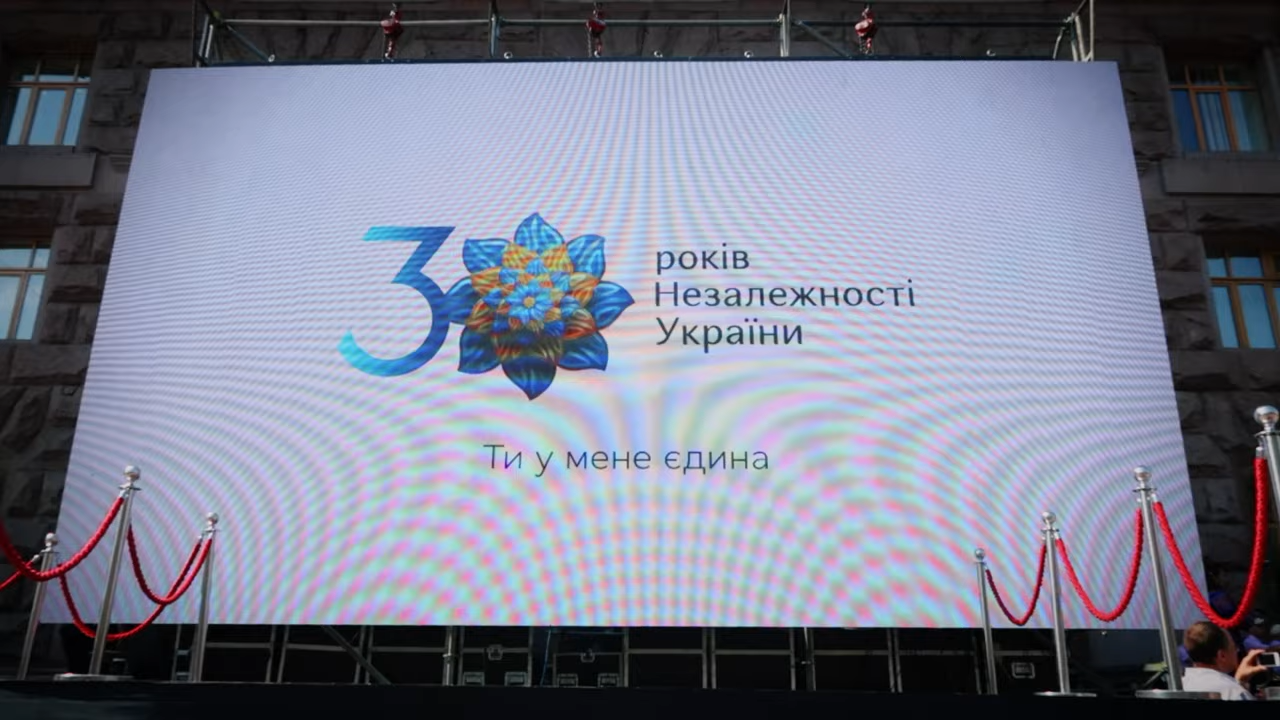 30
років
Незалежності
України
Ти у мене єдина